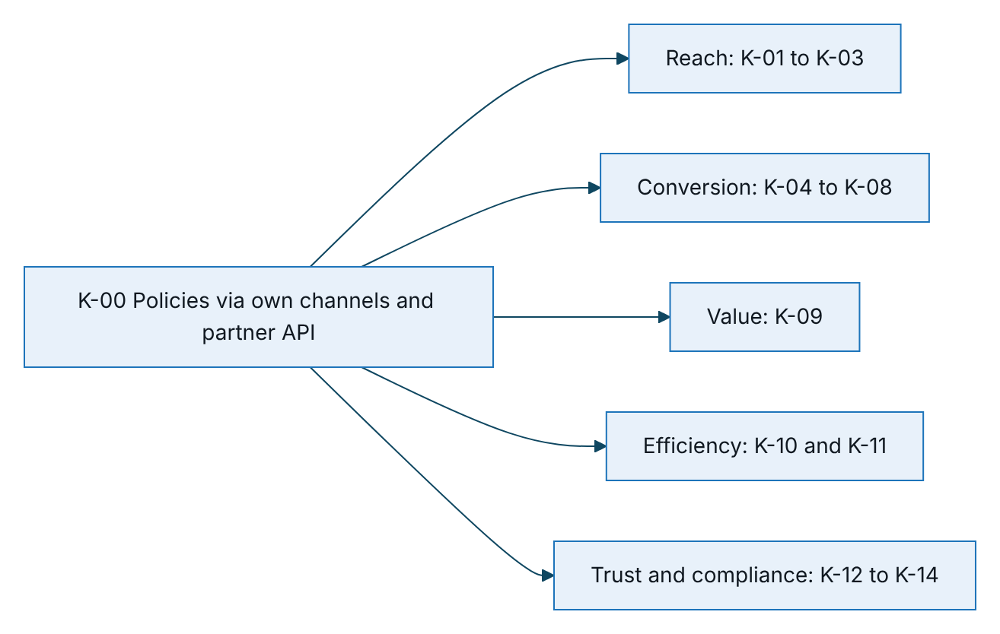 Reach: K-01 to K-03
Conversion: K-04 to K-08
K-00 Policies via own channels and
partner API
Value: K-09
Efficiency: K-10 and K-11
Trust and compliance: K-12 to K-14